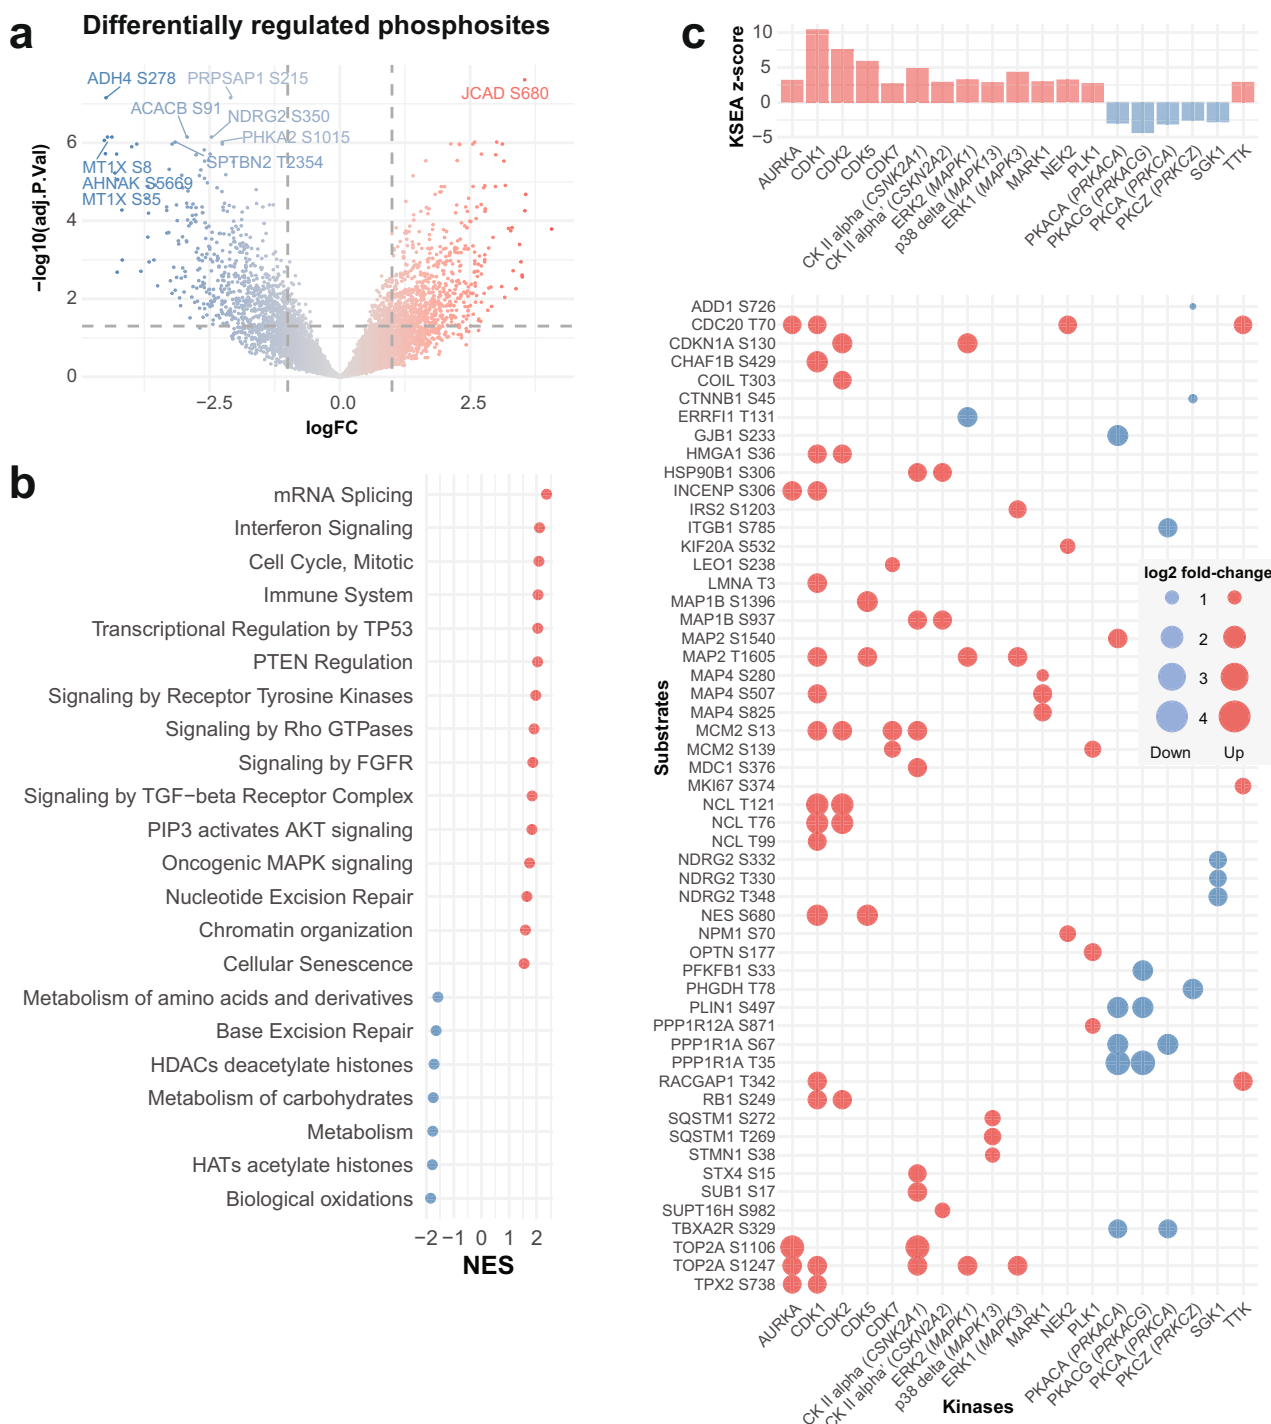 a
Differentially regulated phosphosites
ADH4 S278
PRPSAP1 S215
JCAD S680
ACACB S91
NDRG2 S350
PHKA2 S1015
SPTBN2 T2354
MT1X S8
AHNAK S5669
MT1X S35
−log10(adj.P.Val)
6
4
2
0
−2.5
0.0
2.5
logFC
b
mRNA Splicing
Interferon Signaling
Cell Cycle, Mitotic
Immune System
Transcriptional Regulation by TP53
PTEN Regulation
Signaling by Receptor Tyrosine Kinases
Signaling by Rho GTPases
Signaling by FGFR
Signaling by TGF−beta Receptor Complex
PIP3 activates AKT signaling
Oncogenic MAPK signaling
Nucleotide Excision Repair
Chromatin organization
Cellular Senescence
Metabolism of amino acids and derivatives
Base Excision Repair
HDACs deacetylate histones
Metabolism of carbohydrates
Metabolism
HATs acetylate histones
Biological oxidations
−2 −1 0 1 2
NES
c
KSEA z-score
10
5
0
−5
AURKA
CDK1
CDK2
CDK5
CDK7
CK II alpha (CSNK2A1)
CK II alpha' (CSKN2A2)
ERK2 (MAPK1)
p38 delta (MAPK13)
ERK1 (MAPK3)
MARK1
NEK2
PLK1
PKACA (PRKACA)
PKACG (PRKACG)
PKCA (PRKCA)
PKCZ (PRKCZ)
SGK1
TTK
Substrates
ADD1 S726
CDC20 T70
CDKN1A S130
CHAF1B S429
COIL T303
CTNNB1 S45
ERRFI1 T131
GJB1 S233
HMGA1 S36
HSP90B1 S306
INCENP S306
IRS2 S1203
ITGB1 S785
KIF20A S532
LEO1 S238
LMNA T3
MAP1B S1396
MAP1B S937
MAP2 S1540
MAP2 T1605
MAP4 S280
MAP4 S507
MAP4 S825
MCM2 S13
MCM2 S139
MDC1 S376
MKI67 S374
NCL T121
NCL T76
NCL T99
NDRG2 S332
NDRG2 T330
NDRG2 T348
NES S680
NPM1 S70
OPTN S177
PFKFB1 S33
PHGDH T78
PLIN1 S497
PPP1R12A S871
PPP1R1A S67
PPP1R1A T35
RACGAP1 T342
RB1 S249
SQSTM1 S272
SQSTM1 T269
STMN1 S38
STX4 S15
SUB1 S17
SUPT16H S982
TBXA2R S329
TOP2A S1106
TOP2A S1247
TPX2 S738
log2 fold-change
1
2
3
4
Down Up
AURKA
CDK1
CDK2
CDK5
CDK7
CK II alpha (CSNK2A1)
CK II alpha' (CSKN2A2)
ERK2 (MAPK1)
p38 delta (MAPK13)
ERK1 (MAPK3)
MARK1
NEK2
PLK1
PKACA (PRKACA)
PKACG (PRKACG)
PKCA (PRKCA)
PKCZ (PRKCZ)
SGK1
TTK
Kinases